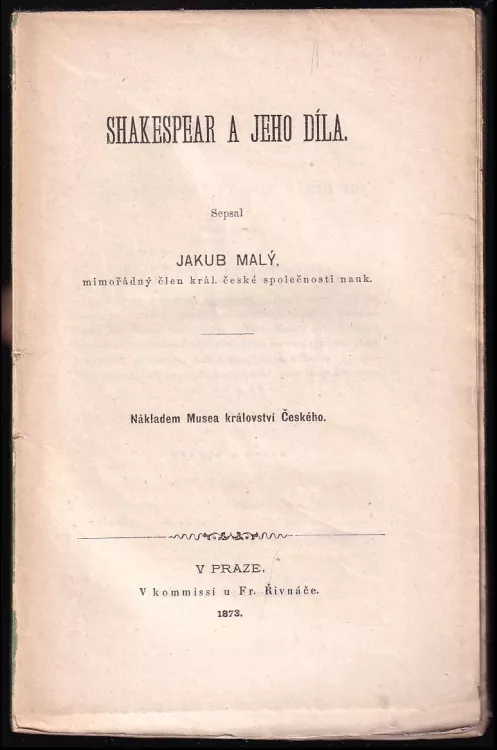 SHAKESPEAR A JEHO DÍLA.
Sepsal
JAKUB MALÝ,
mimořádný člen král. české společnosti nauk.
Nákladem Musea království Českého.
V PRAZE.
V kommissí u Fr. Řivnáče.
1873.